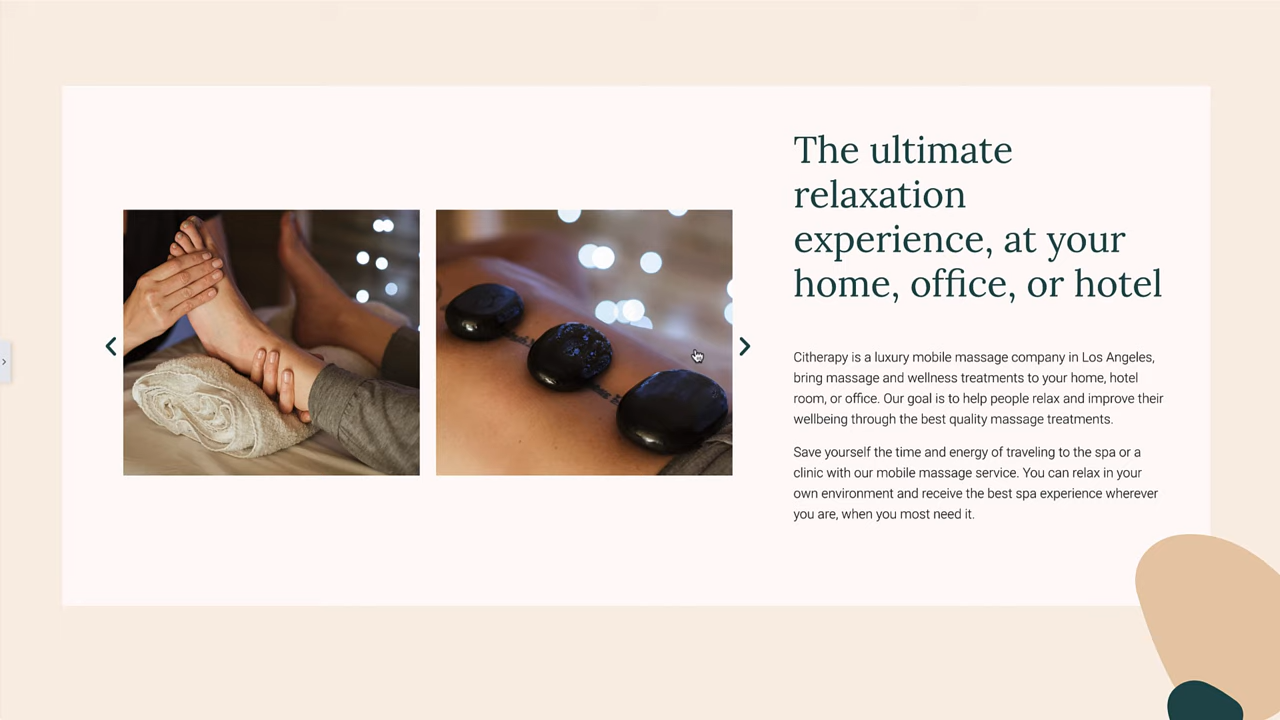 The ultimate
relaxation
experience, at your
home, office, or hotel
Citherapy is a luxury mobile massage company in Los Angeles,
bring massage and wellness treatments to your home, hotel
room, or office. Our goal is to help people relax and improve their
wellbeing through the best quality massage treatments.
Save yourself the time and energy of traveling to the spa or a
clinic with our mobile massage service. You can relax in your
own environment and receive the best spa experience wherever
you are, when you most need it.